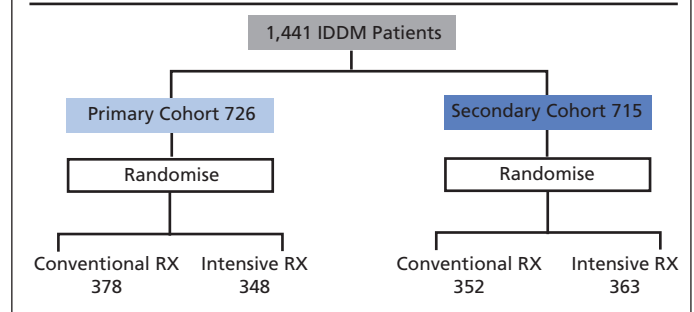 1,441 IDDM Patients
Primary Cohort 726
Secondary Cohort 715
Randomise
Randomise
Conventional RX
378
Intensive RX
348
Conventional RX
352
Intensive RX
363